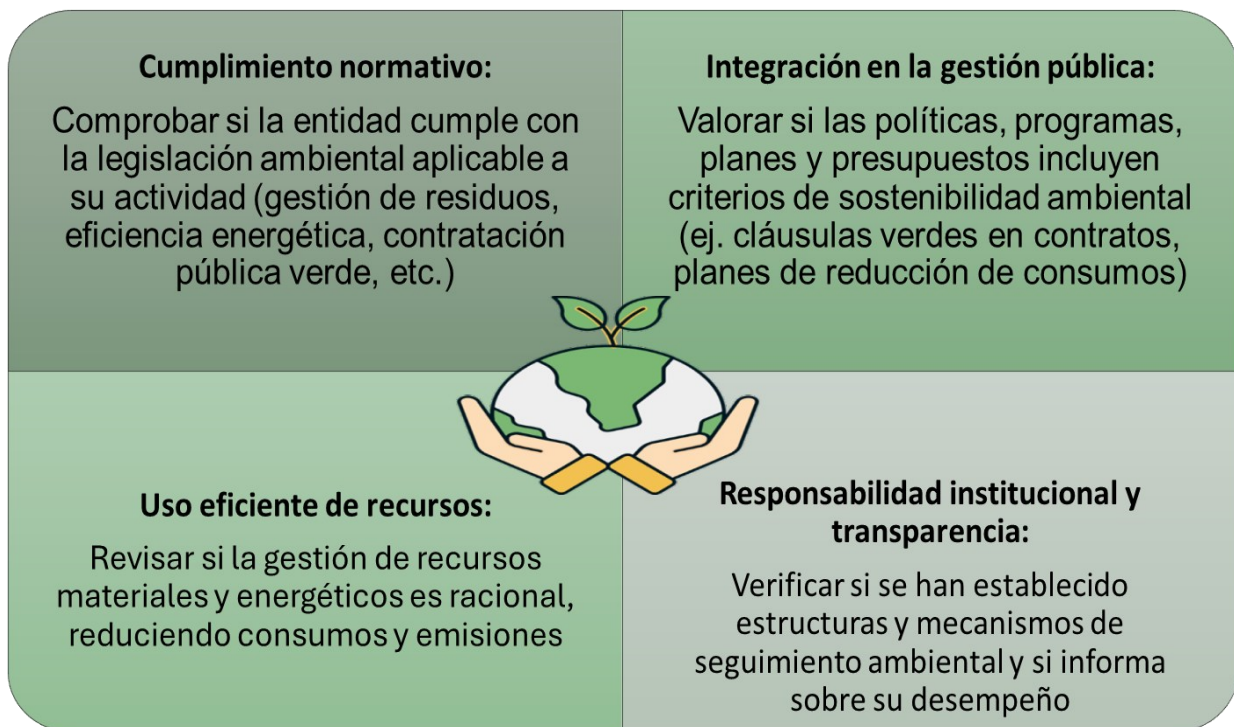 Cumplimiento normativo:
Comprobar si la entidad cumple con
la legislación ambiental aplicable a
su actividad (gestión de residuos,
eficiencia energética, contratación
pública verde, etc.)
Integración en la gestión pública:
Valorar si las políticas, programas,
planes y presupuestos incluyen
criterios de sostenibilidad ambiental
(ej. cláusulas verdes en contratos,
planes de reducción de consumos)
Uso eficiente de recursos:
Revisar si la gestión de recursos
materiales y energéticos es racional,
reduciendo consumos y emisiones
Responsabilidad institucional y
transparencia:
Verificar si se han establecido
estructuras y mecanismos de
seguimiento ambiental y si informa
sobre su desempeño